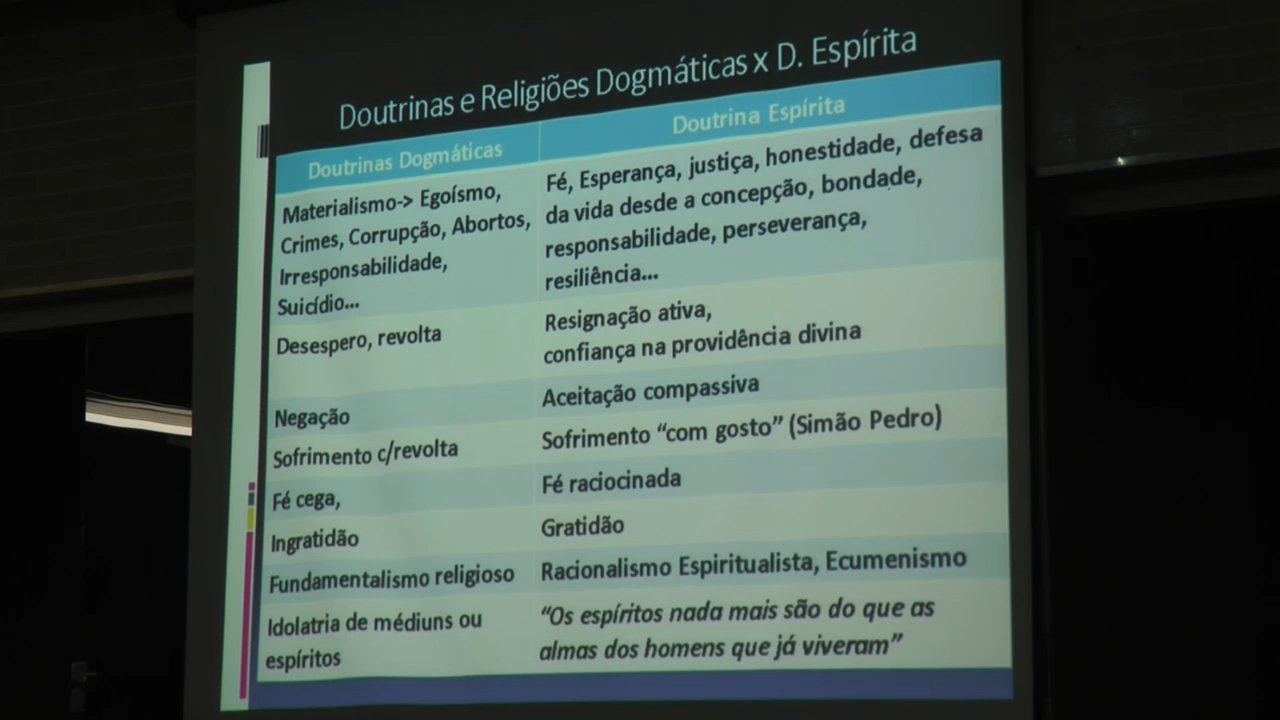 Doutrinas e Religiões Dogmáticas x D. Espírita
Doutrinas Dogmáticas
Doutrina Espírita
Materialismo-> Egoísmo,
Crimes, Corrupção, Abortos,
Irresponsabilidade,
Suicídio...
Fé, Esperança, justiça, honestidade, defesa
da vida desde a concepção, bondade,
responsabilidade, perseverança,
resiliência...
Desespero, revolta
Resignação ativa,
confiança na providência divina
Negação
Aceitação compassiva
Sofrimento c/revolta
Sofrimento “com gosto” (Simão Pedro)
Fé cega,
Fé raciocinada
Ingratidão
Gratidão
Fundamentalismo religioso
Racionalismo Espiritualista, Ecumenismo
Idolatria de médiuns ou
espíritos
“Os espíritos nada mais são do que as
almas dos homens que já viveram”